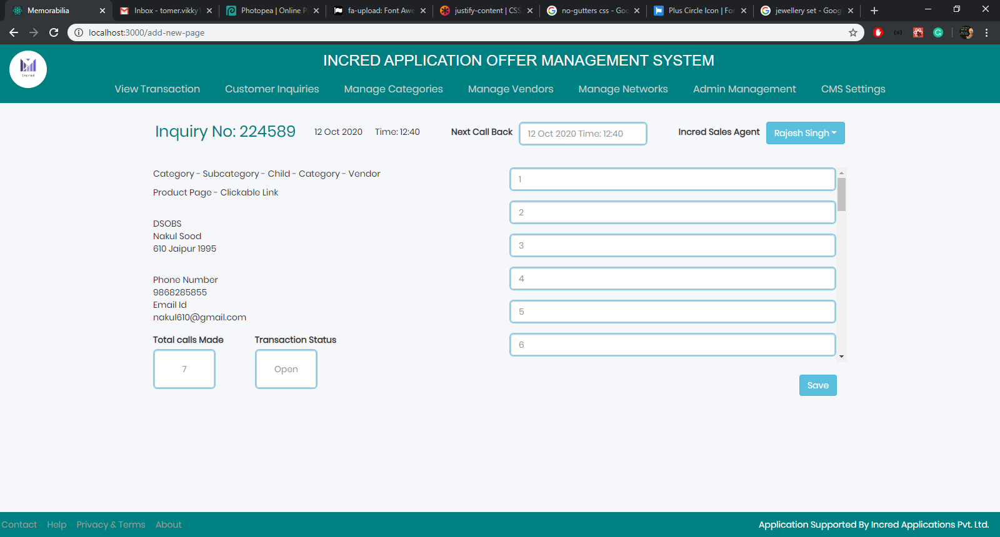 Memorabilia
Inbox - tomer.vikky1
Photopea | Online P
fa-upload: Font Awe
justify-content | CSS
no-gutters css - Goo
Plus Circle Icon | Fon
jewellery set - Goog
localhost:3000/add-new-page
Incred
INCRED APPLICATION OFFER MANAGEMENT SYSTEM
View Transaction Customer Inquiries Manage Categories Manage Vendors Manage Networks Admin Management CMS Settings
Inquiry No: 224589 12 Oct 2020 Time: 12:40 Next Call Back 12 Oct 2020 Time: 12:40 Incred Sales Agent Rajesh Singh
Category - Subcategory - Child - Category - Vendor
Product Page - Clickable Link
DSOBS
Nakul Sood
610 Jaipur 1995
Phone Number
9868285855
Email Id
nakul610@gmail.com
Total calls Made Transaction Status
7 Open
1
2
3
4
5
6
Save
Contact Help Privacy & Terms About
Application Supported By Incred Applications Pvt. Ltd.